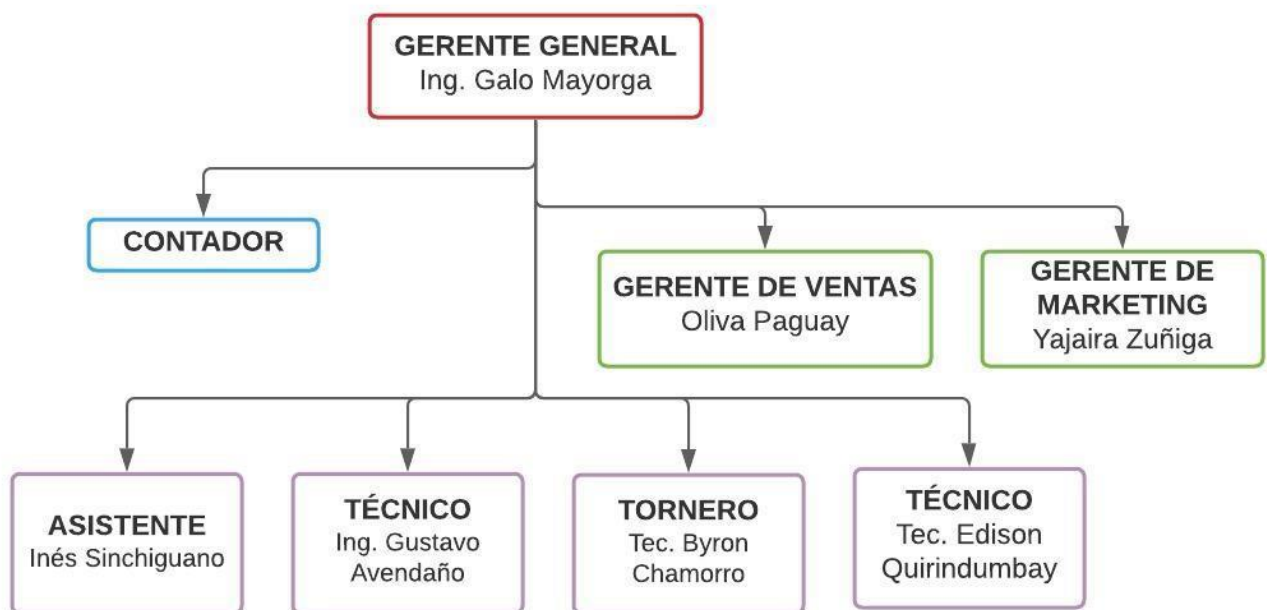 GERENTE GENERAL
Ing. Galo Mayorga
CONTADOR
GERENTE DE VENTAS
Oliva Paguay
GERENTE DE
MARKETING
Yajaira Zuñiga
ASISTENTE
Inés Sinchiguano
TÉCNICO
Ing. Gustavo
Avendaño
TORNERO
Tec. Byron
Chamorro
TÉCNICO
Tec. Edison
Quirindumbay